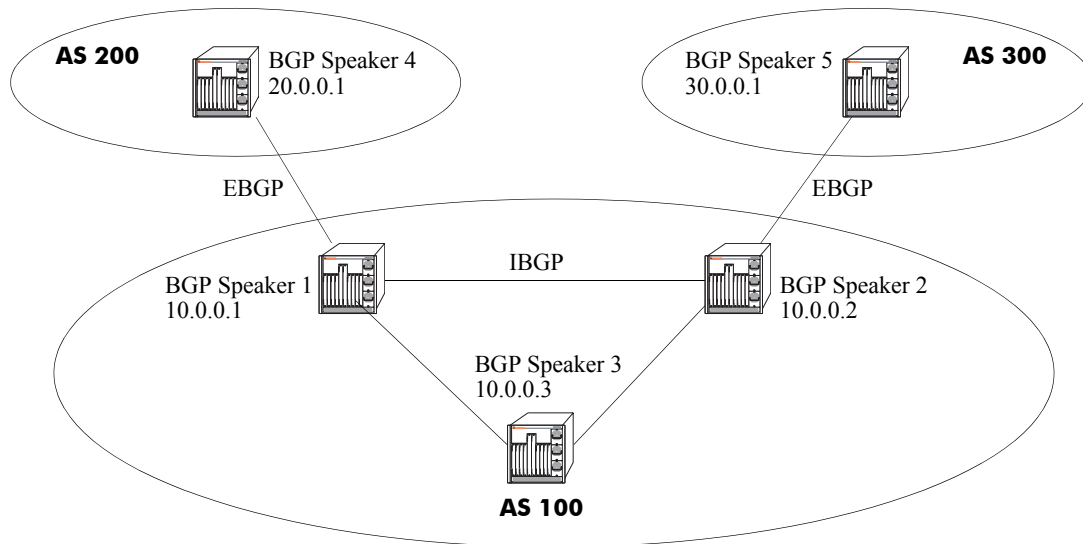 AS 200
BGP Speaker 4
20.0.0.1
BGP Speaker 5
30.0.0.1
AS 300
EBGP
EBGP
IBGP
BGP Speaker 1
10.0.0.1
BGP Speaker 2
10.0.0.2
BGP Speaker 3
10.0.0.3
AS 100